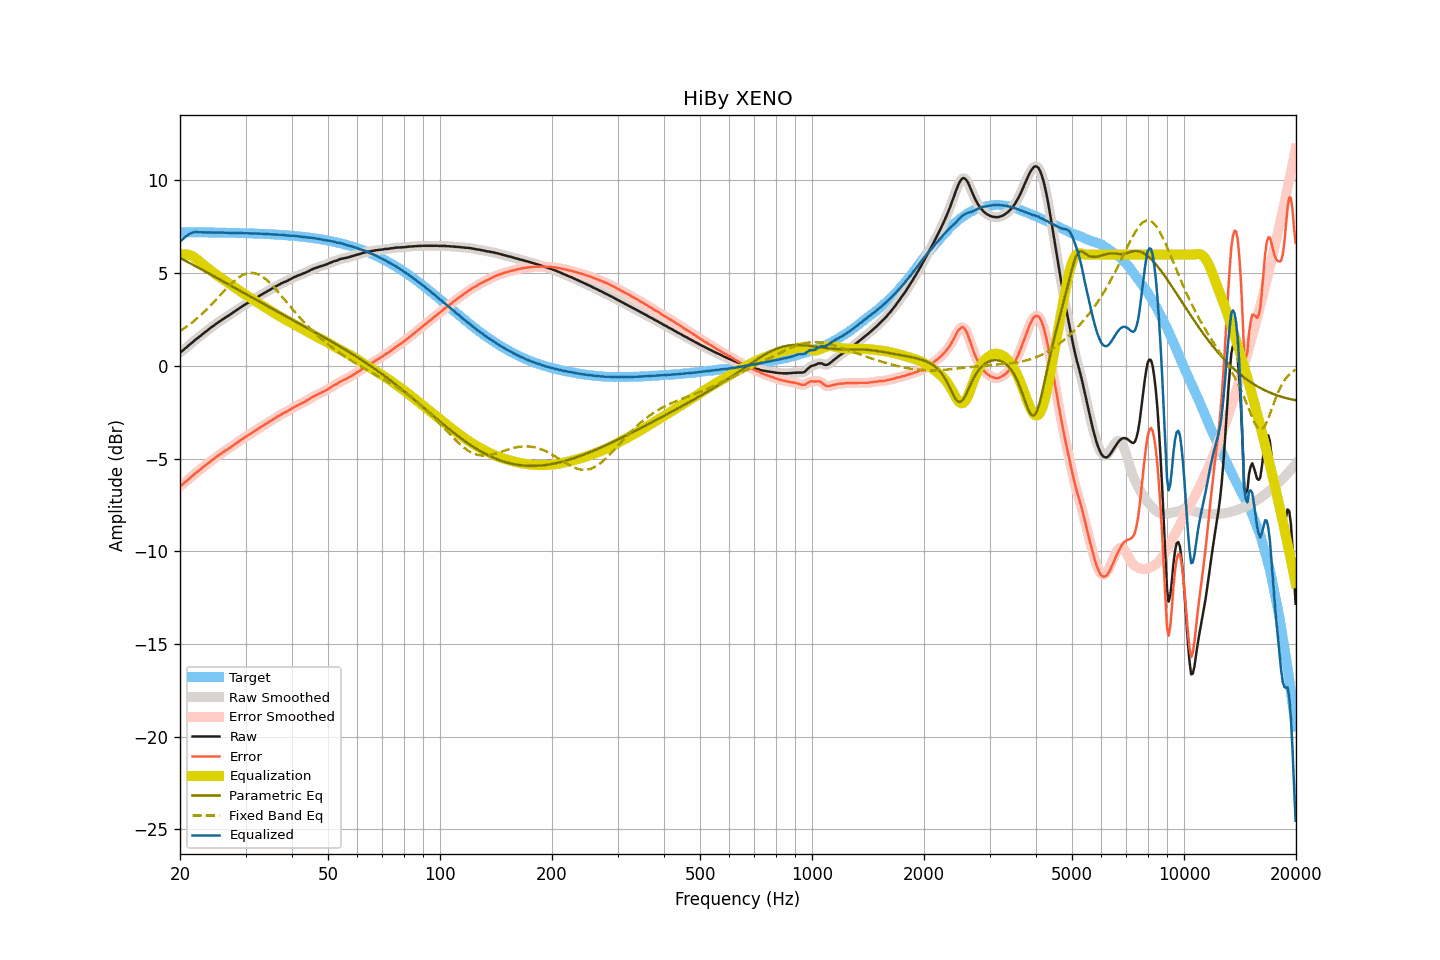 HiBy XENO
Amplitude (dBr)
10
5
0
−5
−10
−15
−20
−25
Target
Raw Smoothed
Error Smoothed
Raw
Error
Equalization
Parametric Eq
Fixed Band Eq
Equalized
20 50 100 200 500 1000 2000 5000 10000 20000
Frequency (Hz)